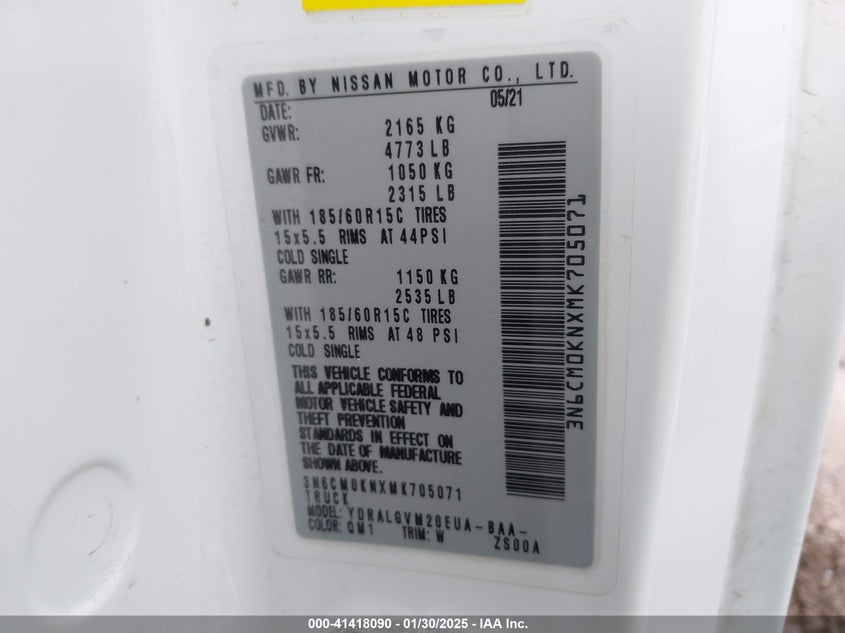 MFD. BY NISSAN MOTOR CO., LTD.
DATE: 05/21
GVWR: 2165 KG
4773 LB
GAWR FR: 1050 KG
2315 LB
WITH 185/60R15C TIRES
15x5.5 RIMS AT 44PSI
COLD SINGLE
GAWR RR: 1150 KG
2535 LB
WITH 185/60R15C TIRES
15x5.5 RIMS AT 48 PSI
COLD SINGLE
THIS VEHICLE CONFORMS TO
ALL APPLICABLE FEDERAL
MOTOR VEHICLE SAFETY AND
THEFT PREVENTION
STANDARDS IN EFFECT ON
THE DATE OF MANUFACTURE
SHOWN ABOVE.
3N6CM0KNXMK705071
TRUCK
MODEL: YDRALGVM20EUA-BAA-
ZS00A
COLOR: QM1 TRIM: W
3N6CM0KNXMK705071
000-41418090 - 01/30/2025 - IAA Inc.